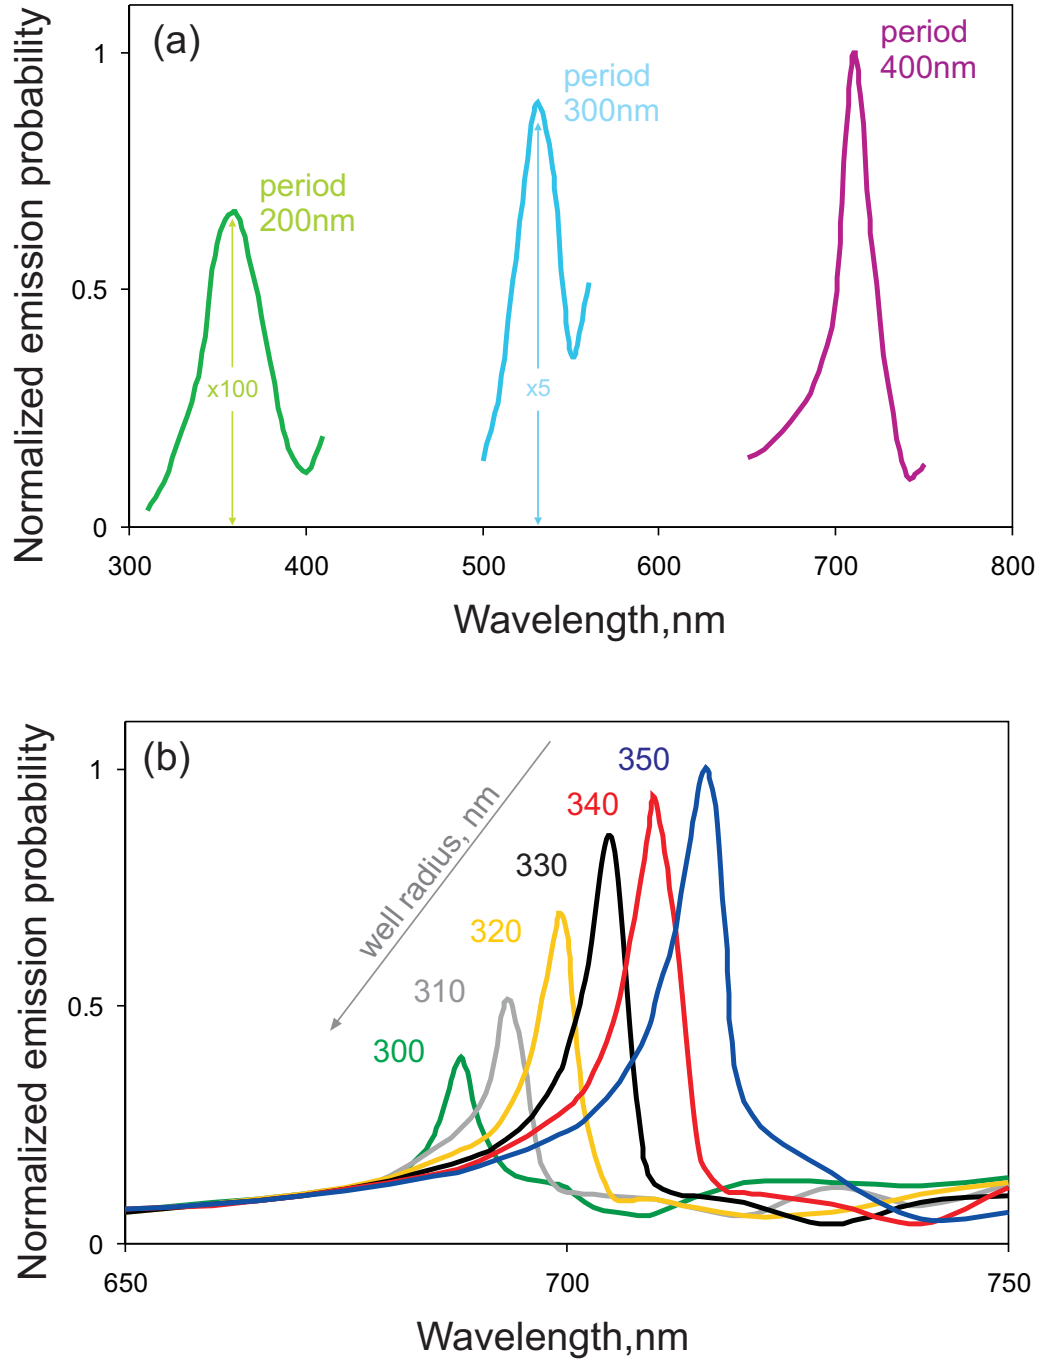 (a)
Normalized emission probability
1
0.5
0
period
200nm
x100
period
300nm
x5
period
400nm
300
400
500
600
700
800
Wavelength,nm
(b)
Normalized emission probability
1
0.5
0
well radius, nm
350
340
330
320
310
300
650
700
750
Wavelength,nm